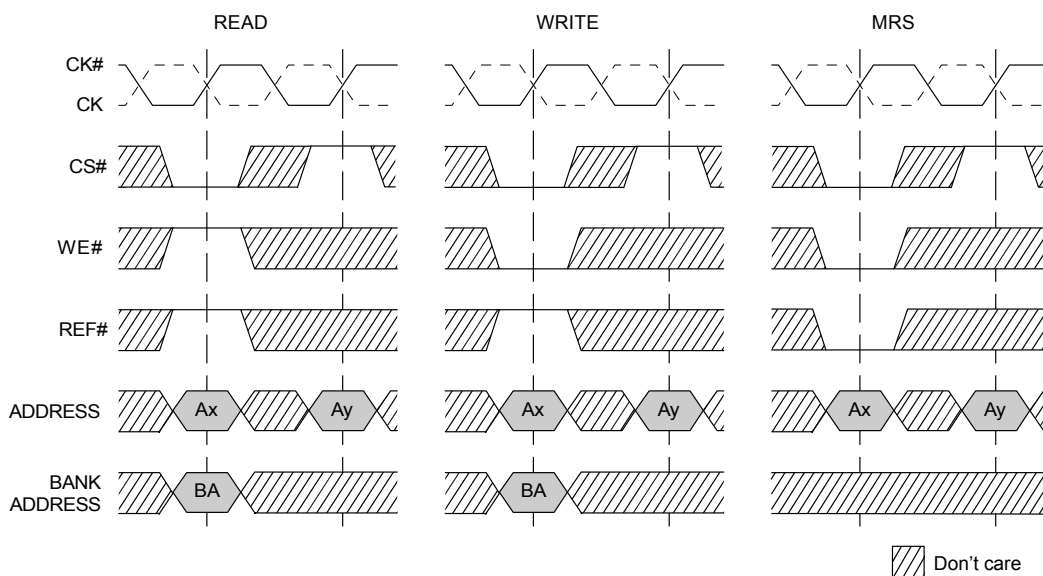 READ WRITE MRS
CK#
CK
CS#
WE#
REF#
ADDRESS Ax Ay Ax Ay Ax Ay
BANK
ADDRESS BA BA
Don't care